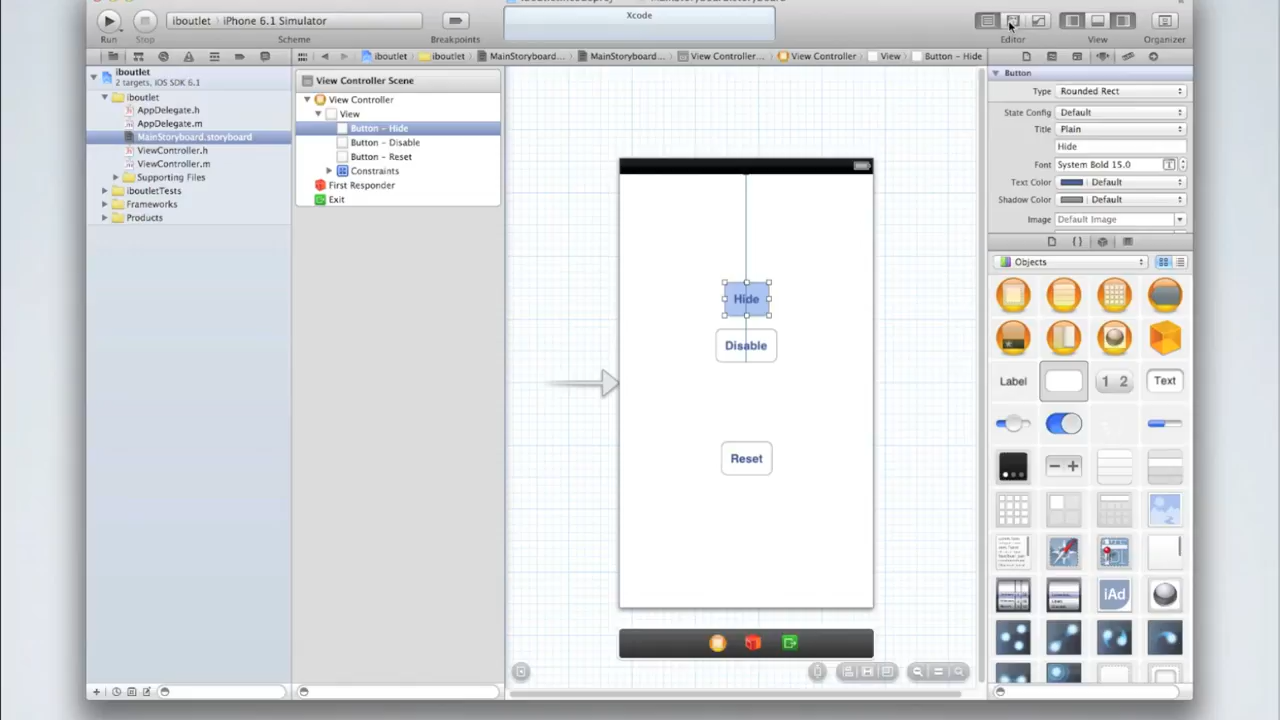 Xcode
iboutlet iPhone 6.1 Simulator
Run Stop Scheme Breakpoints Editor View Organizer
iboutlet iboutlet MainStoryboard... MainStoryboard... View Controller... View Controller View Button - Hide
iboutlet
2 targets, iOS SDK 6.1
iboutlet
AppDelegate.h
AppDelegate.m
MainStoryboard.storyboard
ViewController.h
ViewController.m
Supporting Files
iboutletTests
Frameworks
Products
View Controller Scene
View Controller
View
Button - Hide
Button - Disable
Button - Reset
Constraints
First Responder
Exit
Hide
Disable
Reset
Button
Type Rounded Rect
State Config Default
Title Plain
Hide
Font System Bold 15.0
Text Color Default
Shadow Color Default
Image Default Image
Objects
Label 1 2 Text
iAd